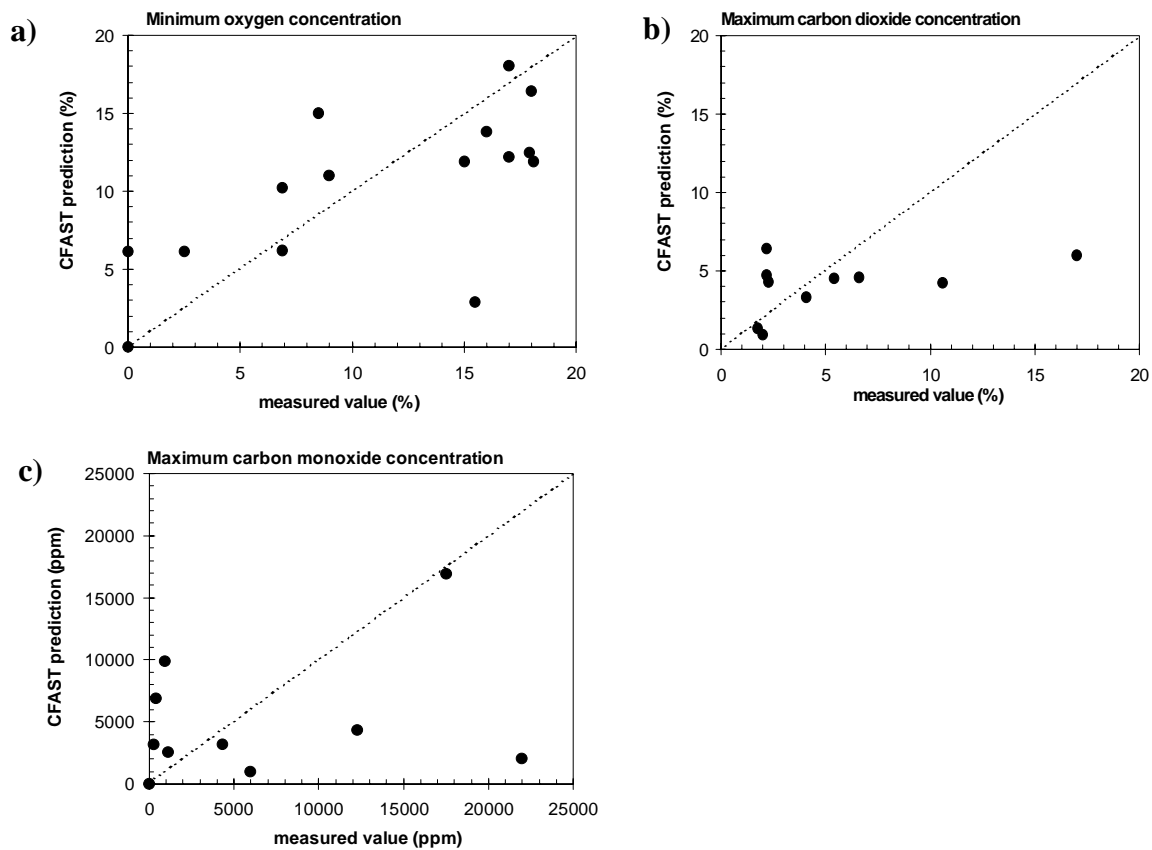 a)
Minimum oxygen concentration
CFAST prediction (%)
20
15
10
5
0
0 5 10 15 20
measured value (%)
b)
Maximum carbon dioxide concentration
CFAST prediction (%)
20
15
10
5
0
0 5 10 15 20
measured value (%)
c)
Maximum carbon monoxide concentration
CFAST prediction (ppm)
25000
20000
15000
10000
5000
0
0 5000 10000 15000 20000 25000
measured value (ppm)